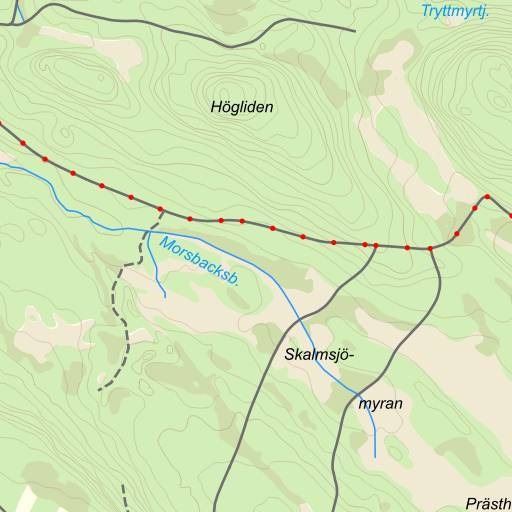 Tryttmyrtj.
Högliden
Morsbacksb.
Skalmsjö-
myran
Prästh